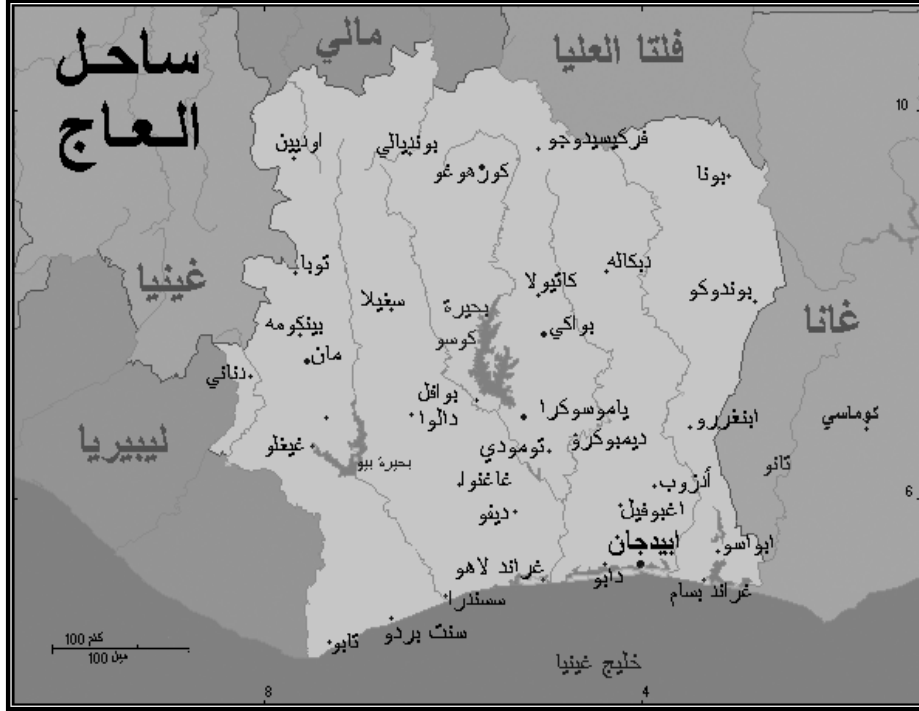 ساحل
العاج
مالي
فلتا العليا
10
اوديين
بونديالي
كورهوغو
فركيسيدوجو
بونا
غينيا
توبا
سغيلا
بحيرة
كوسو
كاتيولا
دبكاله
بوندوكو
غانا
بينكومه
مان
بواكي
دناني
ليبيريا
بوافل
دالوا
ياموسوكرا
ابنغررو
توماسي
غيغلو
بحيرة بيو
تومودي
ديمبوكرو
تانو
غاغنوا
أدزوب
6
ديفو
اغبوفيل
ابيدجان
ابواسو
غراند لاهو
دابو
غراند بسام
سسندرا
سنت بردو
تابو
خليج غينيا
100 كلم
100 ميل
8
4